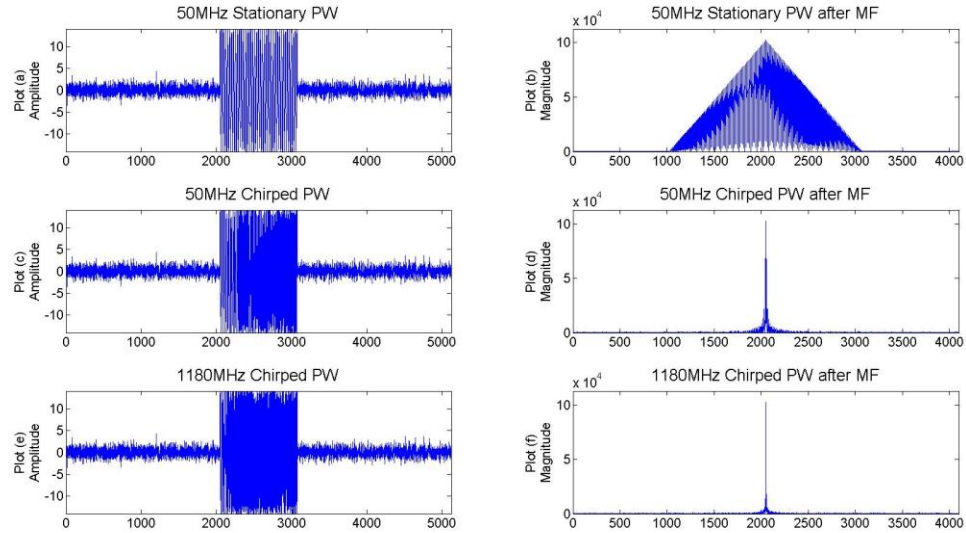 50MHz Stationary PW
Plot (a)
Amplitude
10
5
0
-5
-10
0 1000 2000 3000 4000 5000
50MHz Stationary PW after MF
x 10^4
Plot (b)
Magnitude
10
5
0
0 500 1000 1500 2000 2500 3000 3500 4000
50MHz Chirped PW
Plot (c)
Amplitude
10
5
0
-5
-10
0 1000 2000 3000 4000 5000
50MHz Chirped PW after MF
x 10^4
Plot (d)
Magnitude
10
5
0
0 500 1000 1500 2000 2500 3000 3500 4000
1180MHz Chirped PW
Plot (e)
Amplitude
10
5
0
-5
-10
0 1000 2000 3000 4000 5000
1180MHz Chirped PW after MF
x 10^4
Plot (f)
Magnitude
10
5
0
0 500 1000 1500 2000 2500 3000 3500 4000